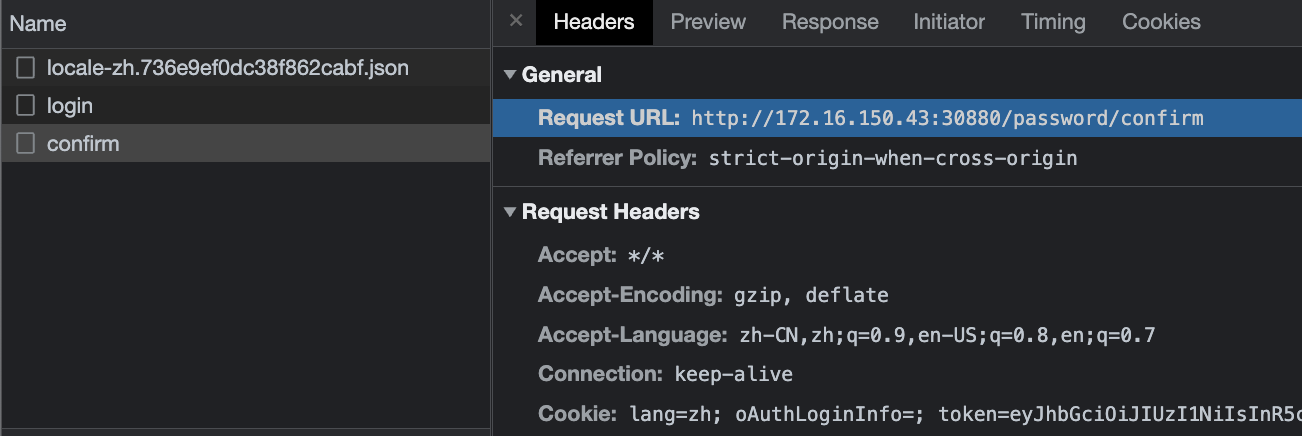 Name
× Headers Preview Response Initiator Timing Cookies
locale-zh.736e9ef0dc38f862cabf.json
login
confirm
General
Request URL: http://172.16.150.43:30880/password/confirm
Referrer Policy: strict-origin-when-cross-origin
Request Headers
Accept: */*
Accept-Encoding: gzip, deflate
Accept-Language: zh-CN,zh;q=0.9,en-US;q=0.8,en;q=0.7
Connection: keep-alive
Cookie: lang=zh; oAuthLoginInfo=; token=eyJhbGciOiJIUzI1NiIsInR5c